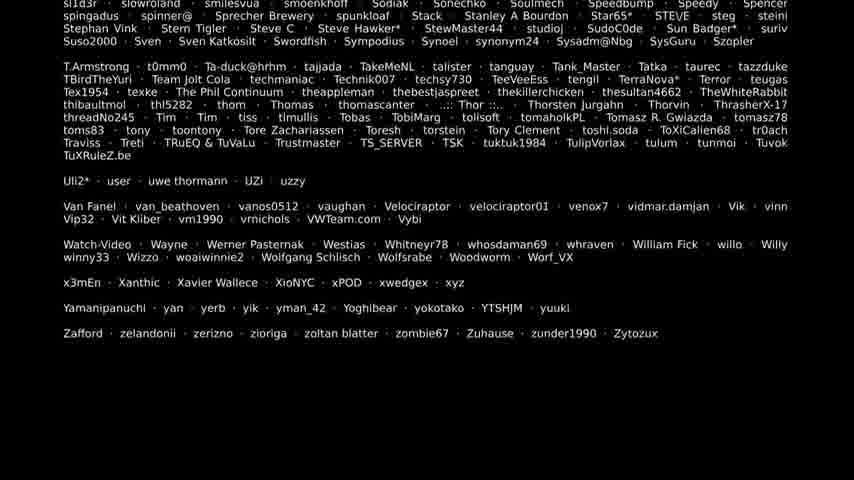 sl1d3r · slowroland · smilesvua · smoenkhoff · Sodiak · Sonechko · Soulmech · Speedbump · Speedy · Spencer
spingadus · spinner@ · Sprecher Brewery · spunkloaf · Stack · Stanley A Bourdon · Star65* · STE\/E · steg · steini
Stephan Vink · Stern Tigler · Steve C · Steve Hawker* · StewMaster44 · studioj · SudoC0de · Sun Badger* · suriv
Suso2000 · Sven · Sven Katkosilt · Swordfish · Sympodius · Synoel · synonym24 · Sysadm@Nbg · SysGuru · Szopler
T.Armstrong · t0mm0 · Ta-duck@hrhm · tajjada · TakeMeNL · talister · tanguay · Tank_Master · Tatka · taurec · tazzduke
TBirdTheYuri · Team Jolt Cola · techmaniac · Technik007 · techsy730 · TeeVeeEss · tengil · TerraNova* · Terror · teugas
Tex1954 · texke · The Phil Continuum · theappleman · thebestjaspreet · thekillerchicken · thesultan4662 · TheWhiteRabbit
thibaultmol · thl5282 · thom · Thomas · thomascanter · ..:: Thor ::.. · Thorsten Jurgahn · Thorvin · ThrasherX-17
threadNo245 · Tim · Tim · tiss · tlmullis · Tobas · TobiMarg · tolisoft · tomaholkPL · Tomasz R. Gwiazda · tomasz78
toms83 · tony · toontony · Tore Zachariassen · Toresh · torstein · Tory Clement · toshi.soda · ToXiCalien68 · tr0ach
Traviss · Treti · TRuEQ & TuVaLu · Trustmaster · TS_SERVER · TSK · tuktuk1984 · TulipVorlax · tulum · tunmoi · Tuvok
TuXRuleZ.be
Uli2* · user · uwe thormann · UZi · uzzy
Van Fanel · van_beathoven · vanos0512 · vaughan · Velociraptor · velociraptor01 · venox7 · vidmar.damjan · Vik · vinn
Vip32 · Vit Kliber · vm1990 · vrnichols · VWTeam.com · Vybi
Watch-Video · Wayne · Werner Pasternak · Westias · Whitneyr78 · whosdaman69 · whraven · William Fick · willo · Willy
winny33 · Wizzo · woaiwinnie2 · Wolfgang Schlisch · Wolfsrabe · Woodworm · Worf_VX
x3mEn · Xanthic · Xavier Wallece · XioNYC · xPOD · xwedgex · xyz
Yamanipanuchi · yan · yerb · yik · yman_42 · Yoghibear · yokotako · YTSHJM · yuuki
Zafford · zelandonii · zerizno · zioriga · zoltan blatter · zombie67 · Zuhause · zunder1990 · Zytozux